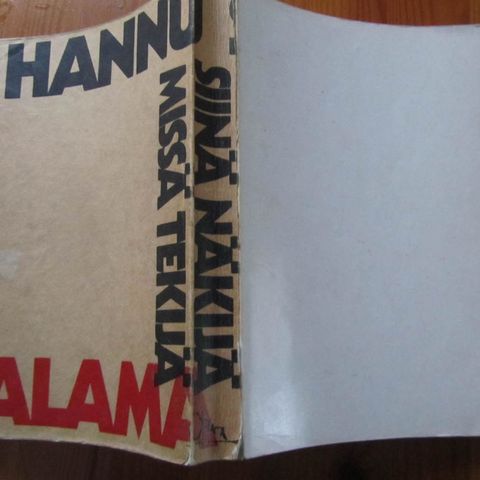 HANNU
ALAMA
SIINÄ NÄKIJÄ
MISSÄ TEKIJÄ